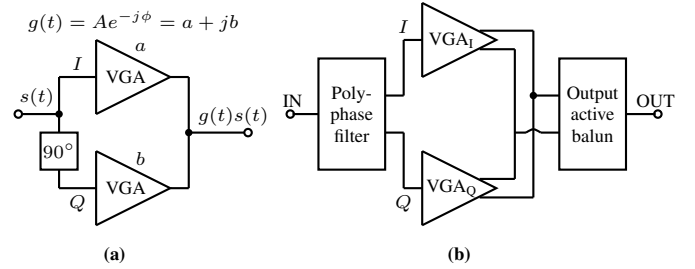 g(t) = Ae^{-jϕ} = a + jb
a
I
VGA
s(t)
90°
g(t)s(t)
b
VGA
Q
(a)
I
VGA_I
IN
Poly-
phase
filter
Output
active
balun
OUT
VGA_Q
Q
(b)